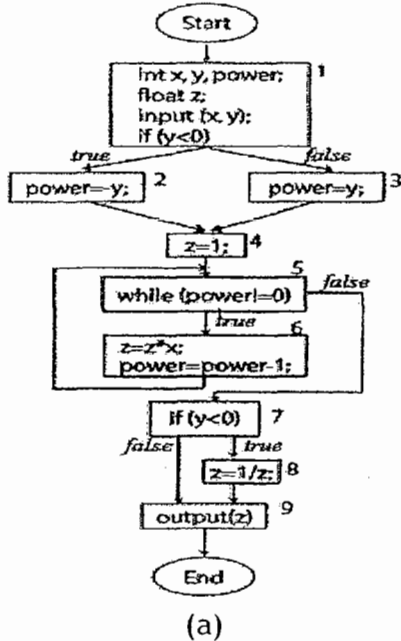 Start
int x, y, power; 1
float z;
input (x, y);
if (y<0)
true false
power=-y; 2 power=y; 3
z=1; 4
5
while (power!=0) false
true
6
z=z*x;
power=power-1;
if (y<0) 7
false true
z=1/z; 8
output(z) 9
End
(a)